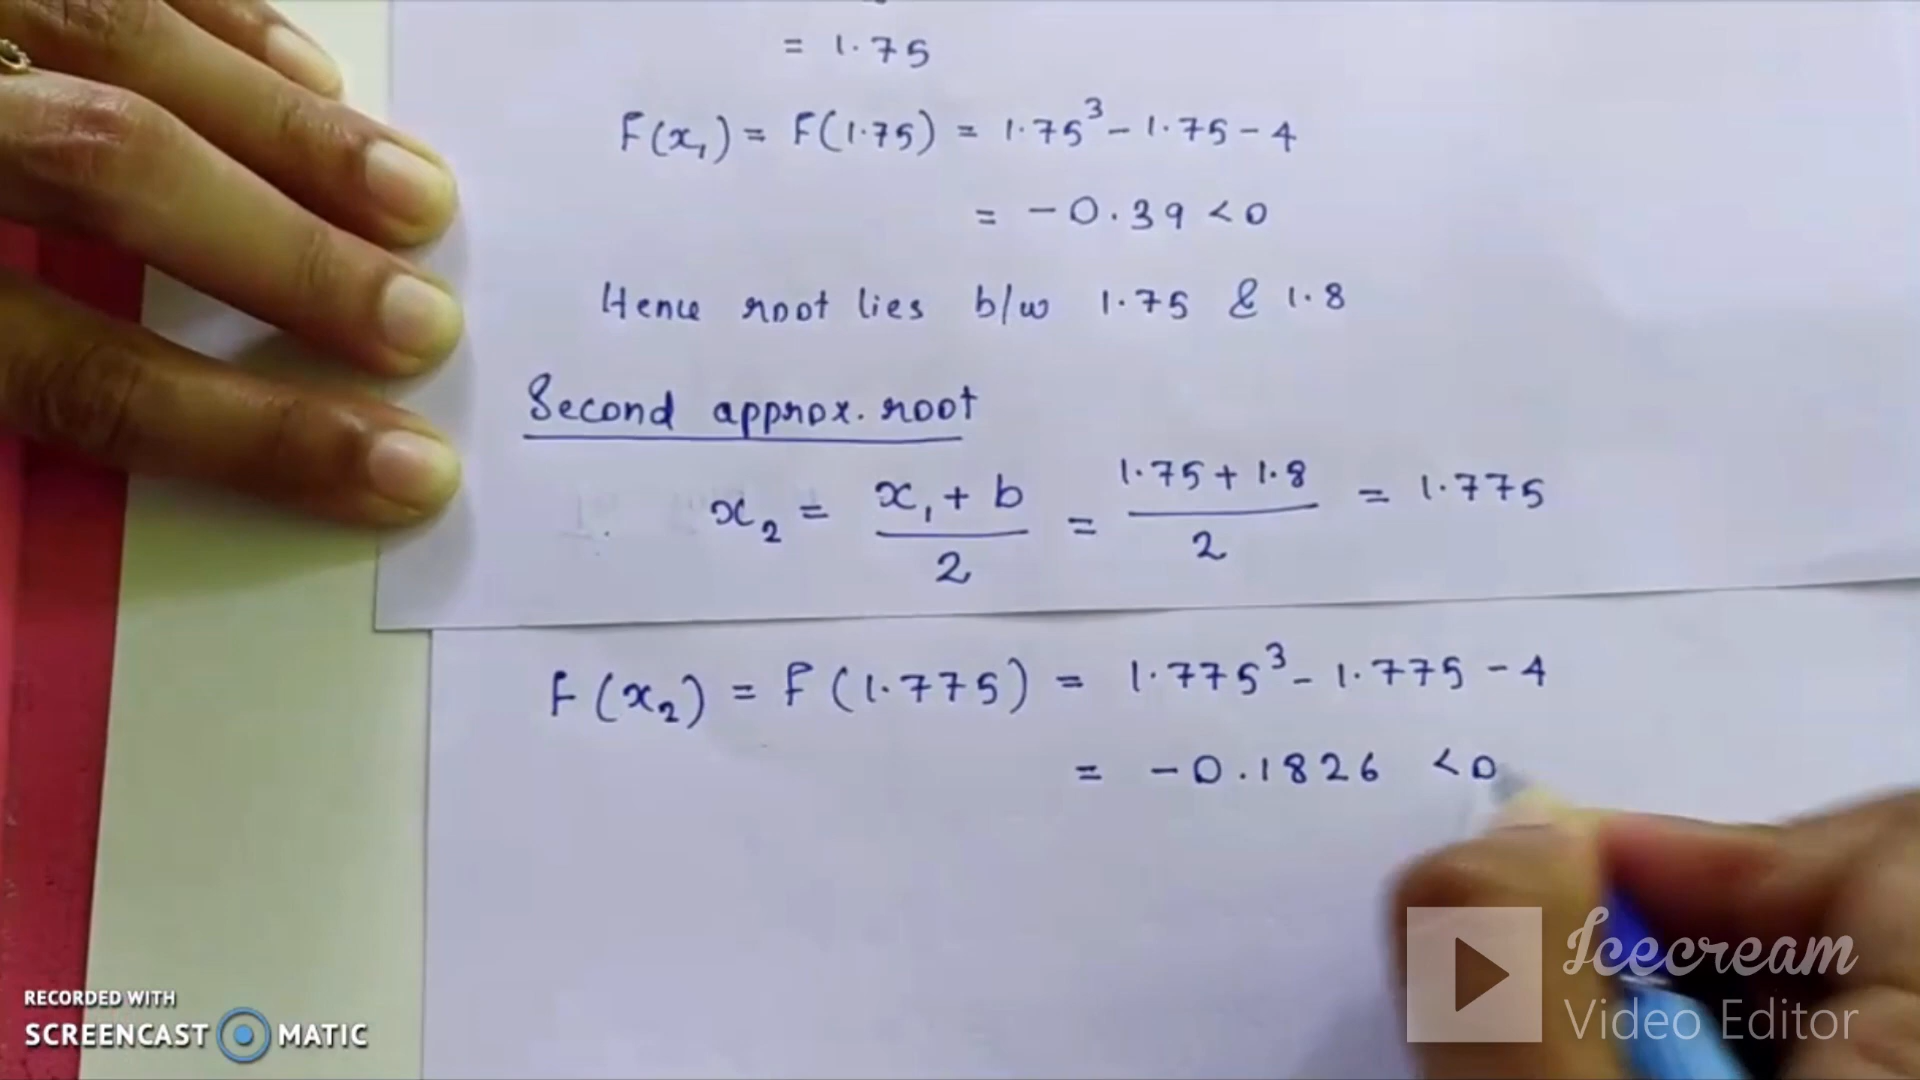 = 1.75
F(x₁) = F(1.75) = 1.75³ - 1.75 - 4
= -0.39 < 0
Hence root lies b/w 1.75 & 1.8
Second approx. root
x₂ = (x₁ + b)/2 = (1.75 + 1.8)/2 = 1.775
F(x₂) = F(1.775) = 1.775³ - 1.775 - 4
= -0.1826 < 0
RECORDED WITH
SCREENCAST MATIC
Icecream
Video Editor